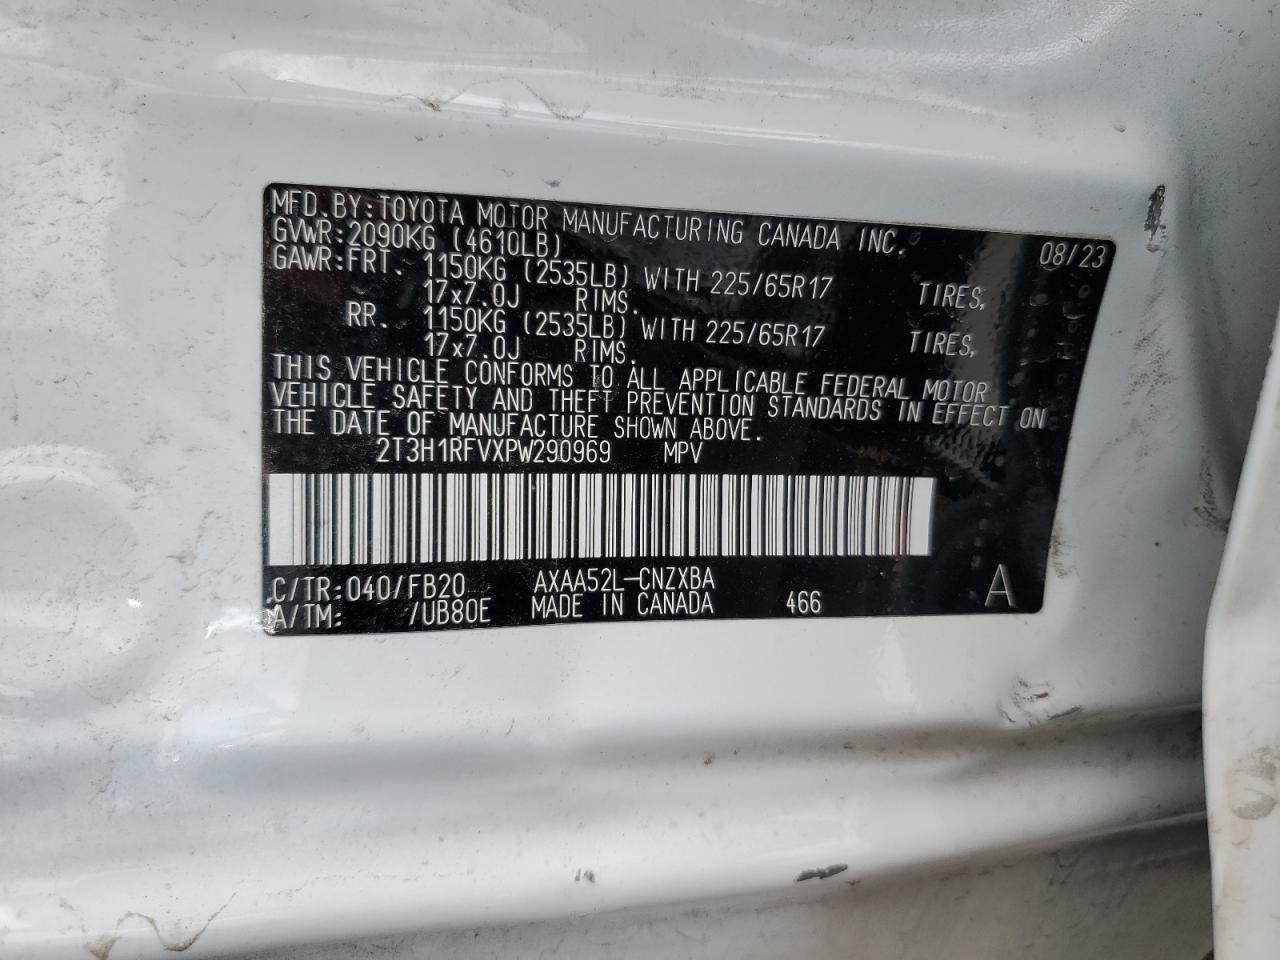 MFD.BY:TOYOTA MOTOR MANUFACTURING CANADA INC. 08/23
GVWR:2090KG (4610LB)
GAWR:FRT. 1150KG (2535LB) WITH 225/65R17 TIRES,
17x7.0J RIMS.
RR. 1150KG (2535LB) WITH 225/65R17 TIRES,
17x7.0J RIMS.
THIS VEHICLE CONFORMS TO ALL APPLICABLE FEDERAL MOTOR
VEHICLE SAFETY AND THEFT PREVENTION STANDARDS IN EFFECT ON
THE DATE OF MANUFACTURE SHOWN ABOVE.
2T3H1RFVXPW290969 MPV
C/TR:040/FB20 AXAA52L-CNZXBA
A/TM: /UB80E MADE IN CANADA 466 A